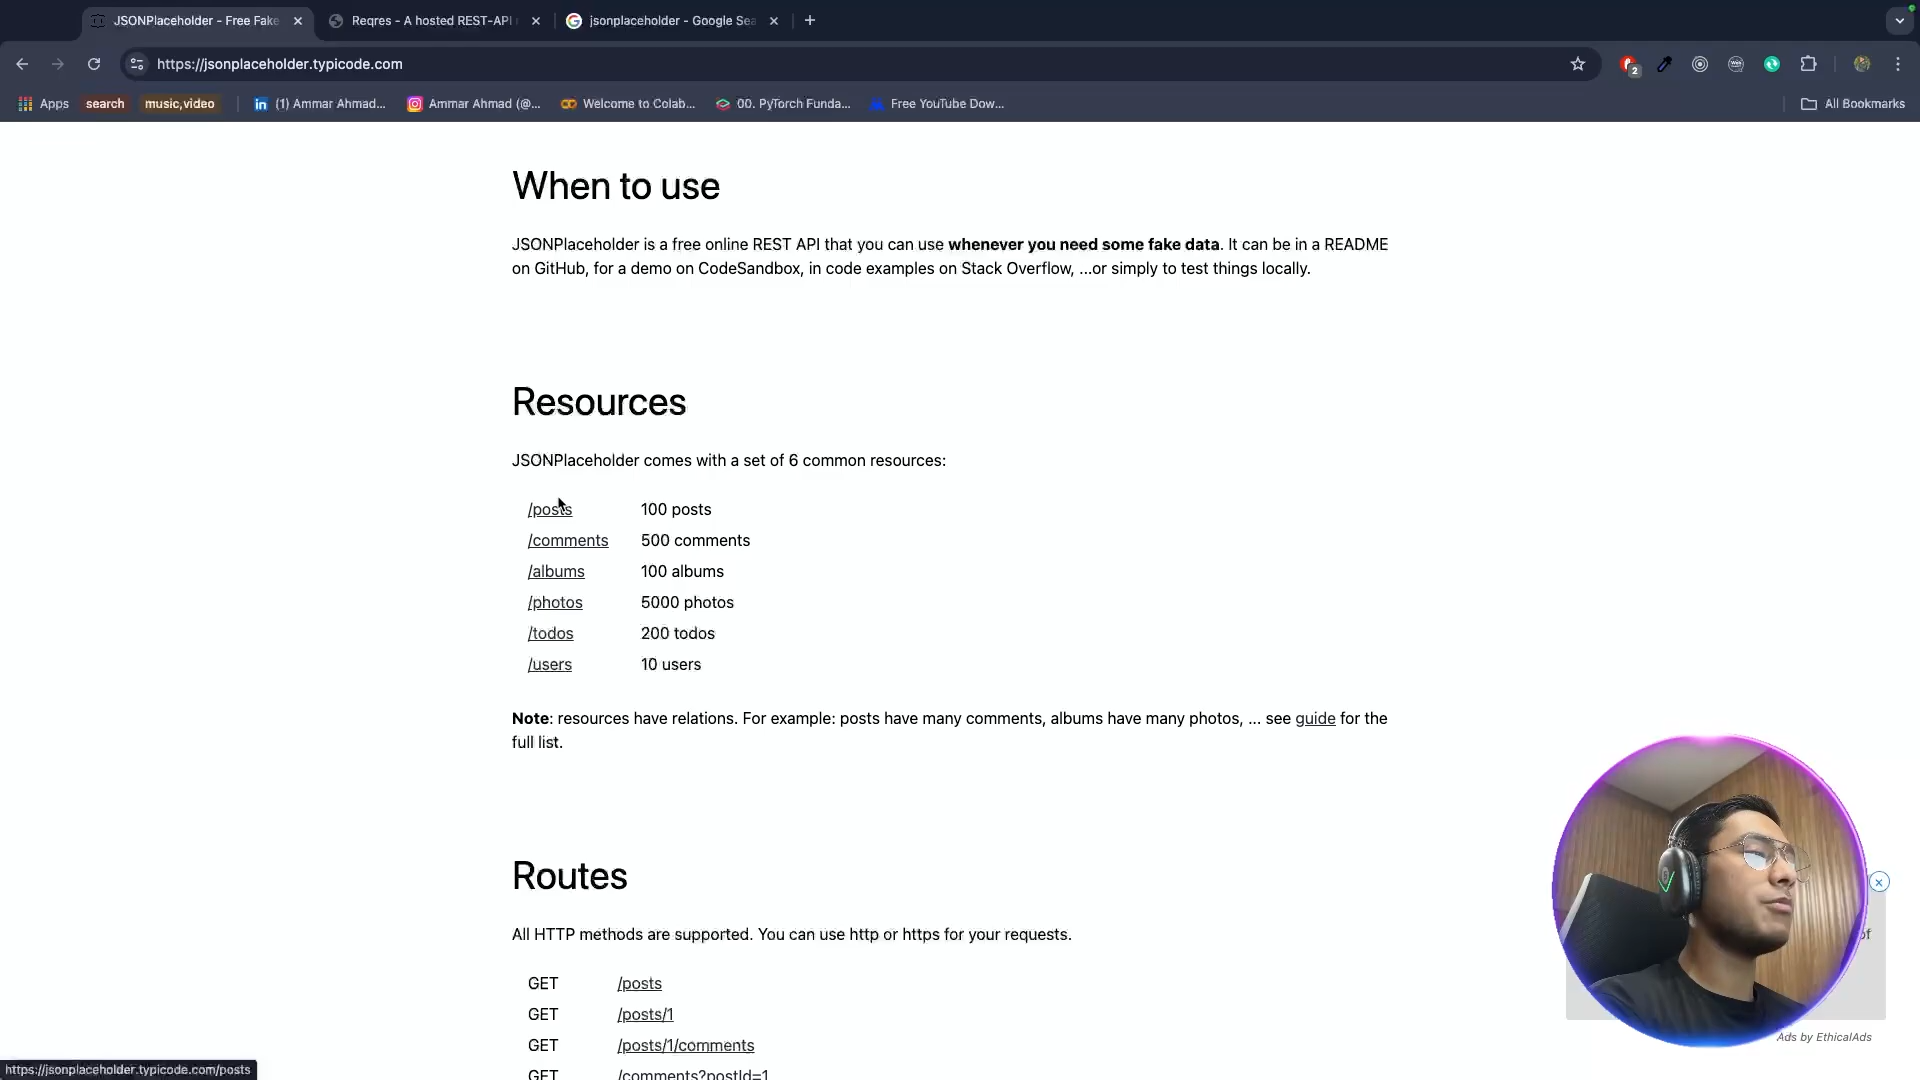 JSONPlaceholder - Free Fake
Reqres - A hosted REST-API
jsonplaceholder - Google Sea
https://jsonplaceholder.typicode.com
2
Apps
search
music,video
(1) Ammar Ahmad...
Ammar Ahmad (@...
Welcome to Colab...
00. PyTorch Funda...
Free YouTube Dow...
All Bookmarks
When to use
JSONPlaceholder is a free online REST API that you can use whenever you need some fake data. It can be in a README
on GitHub, for a demo on CodeSandbox, in code examples on Stack Overflow, ...or simply to test things locally.
Resources
JSONPlaceholder comes with a set of 6 common resources:
/posts 100 posts
/comments 500 comments
/albums 100 albums
/photos 5000 photos
/todos 200 todos
/users 10 users
Note: resources have relations. For example: posts have many comments, albums have many photos, ... see guide for the
full list.
Routes
All HTTP methods are supported. You can use http or https for your requests.
GET /posts
GET /posts/1
GET /posts/1/comments
GET /comments?postId=1
of
Ads by EthicalAds
https://jsonplaceholder.typicode.com/posts